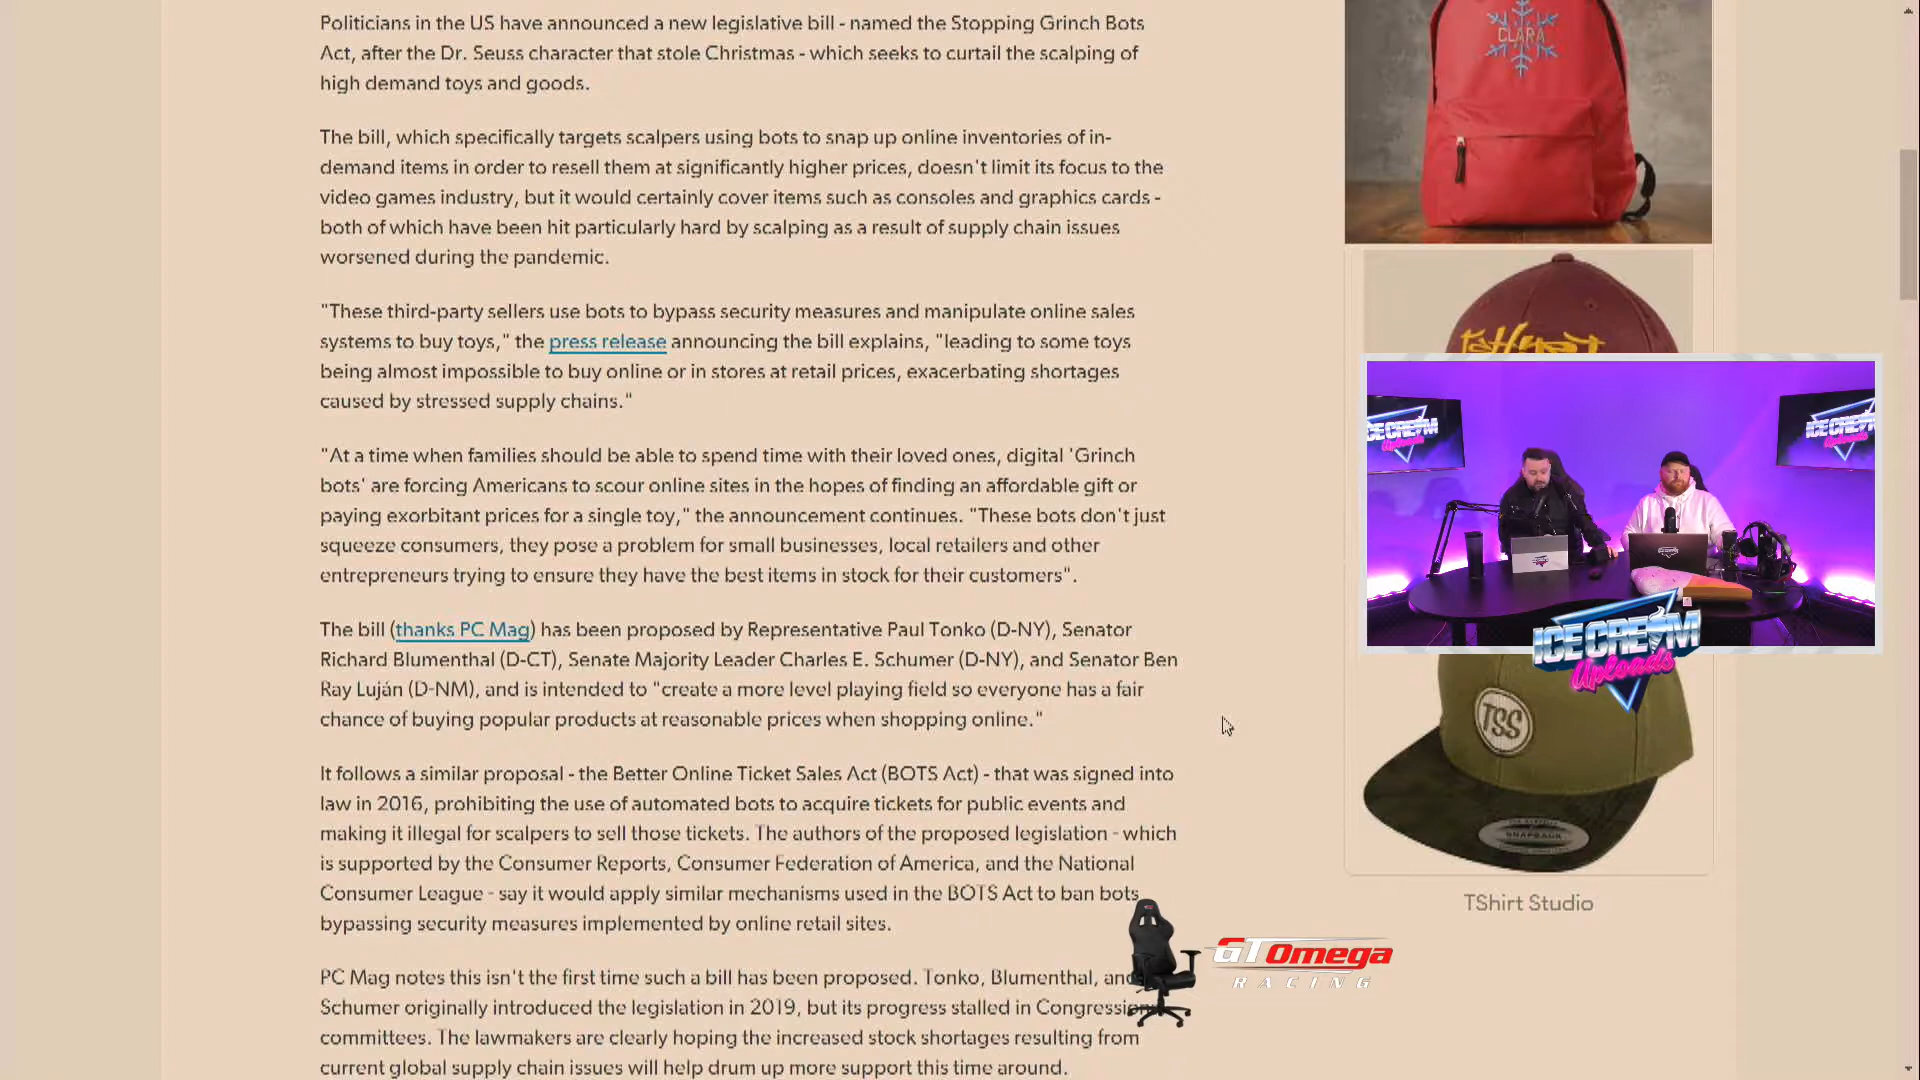 Politicians in the US have announced a new legislative bill - named the Stopping Grinch Bots
Act, after the Dr. Seuss character that stole Christmas - which seeks to curtail the scalping of
high demand toys and goods.
The bill, which specifically targets scalpers using bots to snap up online inventories of in-
demand items in order to resell them at significantly higher prices, doesn't limit its focus to the
video games industry, but it would certainly cover items such as consoles and graphics cards -
both of which have been hit particularly hard by scalping as a result of supply chain issues
worsened during the pandemic.
"These third-party sellers use bots to bypass security measures and manipulate online sales
systems to buy toys," the press release announcing the bill explains, "leading to some toys
being almost impossible to buy online or in stores at retail prices, exacerbating shortages
caused by stressed supply chains."
"At a time when families should be able to spend time with their loved ones, digital 'Grinch
bots' are forcing Americans to scour online sites in the hopes of finding an affordable gift or
paying exorbitant prices for a single toy," the announcement continues. "These bots don't just
squeeze consumers, they pose a problem for small businesses, local retailers and other
entrepreneurs trying to ensure they have the best items in stock for their customers".
The bill (thanks PC Mag) has been proposed by Representative Paul Tonko (D-NY), Senator
Richard Blumenthal (D-CT), Senate Majority Leader Charles E. Schumer (D-NY), and Senator Ben
Ray Luján (D-NM), and is intended to "create a more level playing field so everyone has a fair
chance of buying popular products at reasonable prices when shopping online."
It follows a similar proposal - the Better Online Ticket Sales Act (BOTS Act) - that was signed into
law in 2016, prohibiting the use of automated bots to acquire tickets for public events and
making it illegal for scalpers to sell those tickets. The authors of the proposed legislation - which
is supported by the Consumer Reports, Consumer Federation of America, and the National
Consumer League - say it would apply similar mechanisms used in the BOTS Act to ban bots
bypassing security measures implemented by online retail sites.
PC Mag notes this isn't the first time such a bill has been proposed. Tonko, Blumenthal, and
Schumer originally introduced the legislation in 2019, but its progress stalled in Congressional
committees. The lawmakers are clearly hoping the increased stock shortages resulting from
current global supply chain issues will help drum up more support this time around.
CLARA
ICE CREAM
Uploads
ICE CREAM
Uploads
ICE CREAM
Uploads
TSS
SNAPBACK
TShirt Studio
GT Omega
RACING